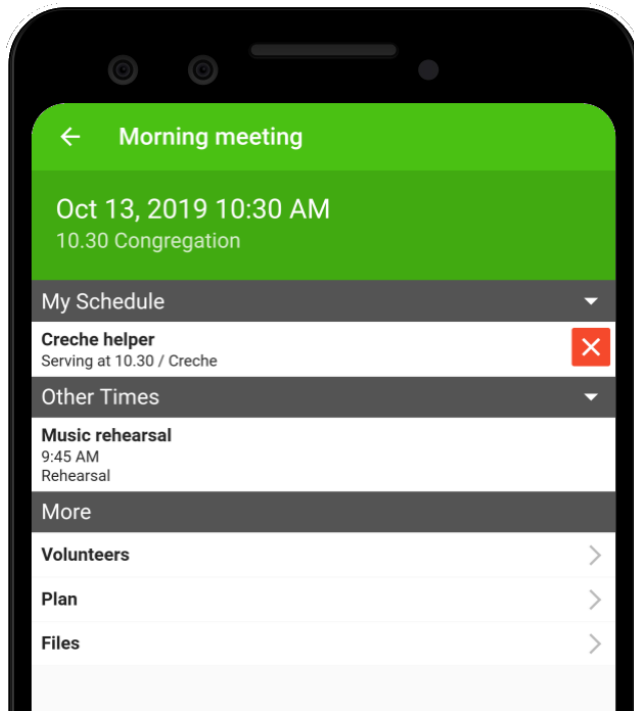 Morning meeting
Oct 13, 2019 10:30 AM
10.30 Congregation
My Schedule
Creche helper
Serving at 10.30 / Creche
Other Times
Music rehearsal
9:45 AM
Rehearsal
More
Volunteers
Plan
Files